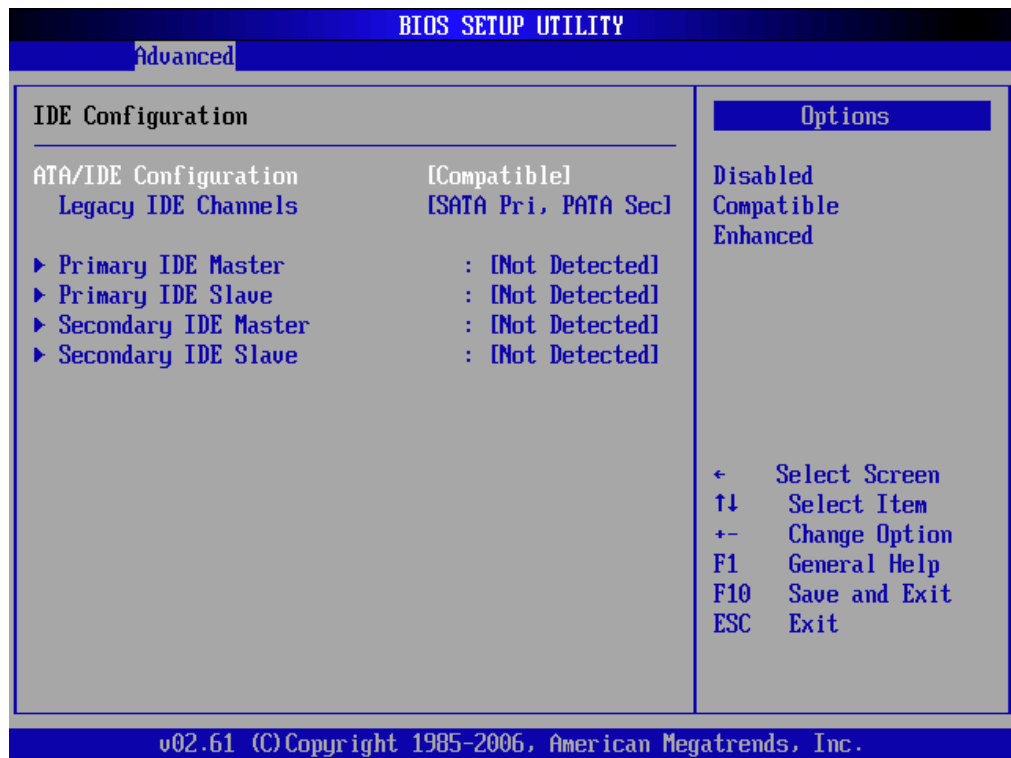 BIOS SETUP UTILITY
Advanced
IDE Configuration
ATA/IDE Configuration [Compatible]
Legacy IDE Channels [SATA Pri, PATA Sec]
Primary IDE Master : [Not Detected]
Primary IDE Slave : [Not Detected]
Secondary IDE Master : [Not Detected]
Secondary IDE Slave : [Not Detected]
Options
Disabled
Compatible
Enhanced
← Select Screen
↑↓ Select Item
+- Change Option
F1 General Help
F10 Save and Exit
ESC Exit
v02.61 (C)Copyright 1985-2006, American Megatrends, Inc.